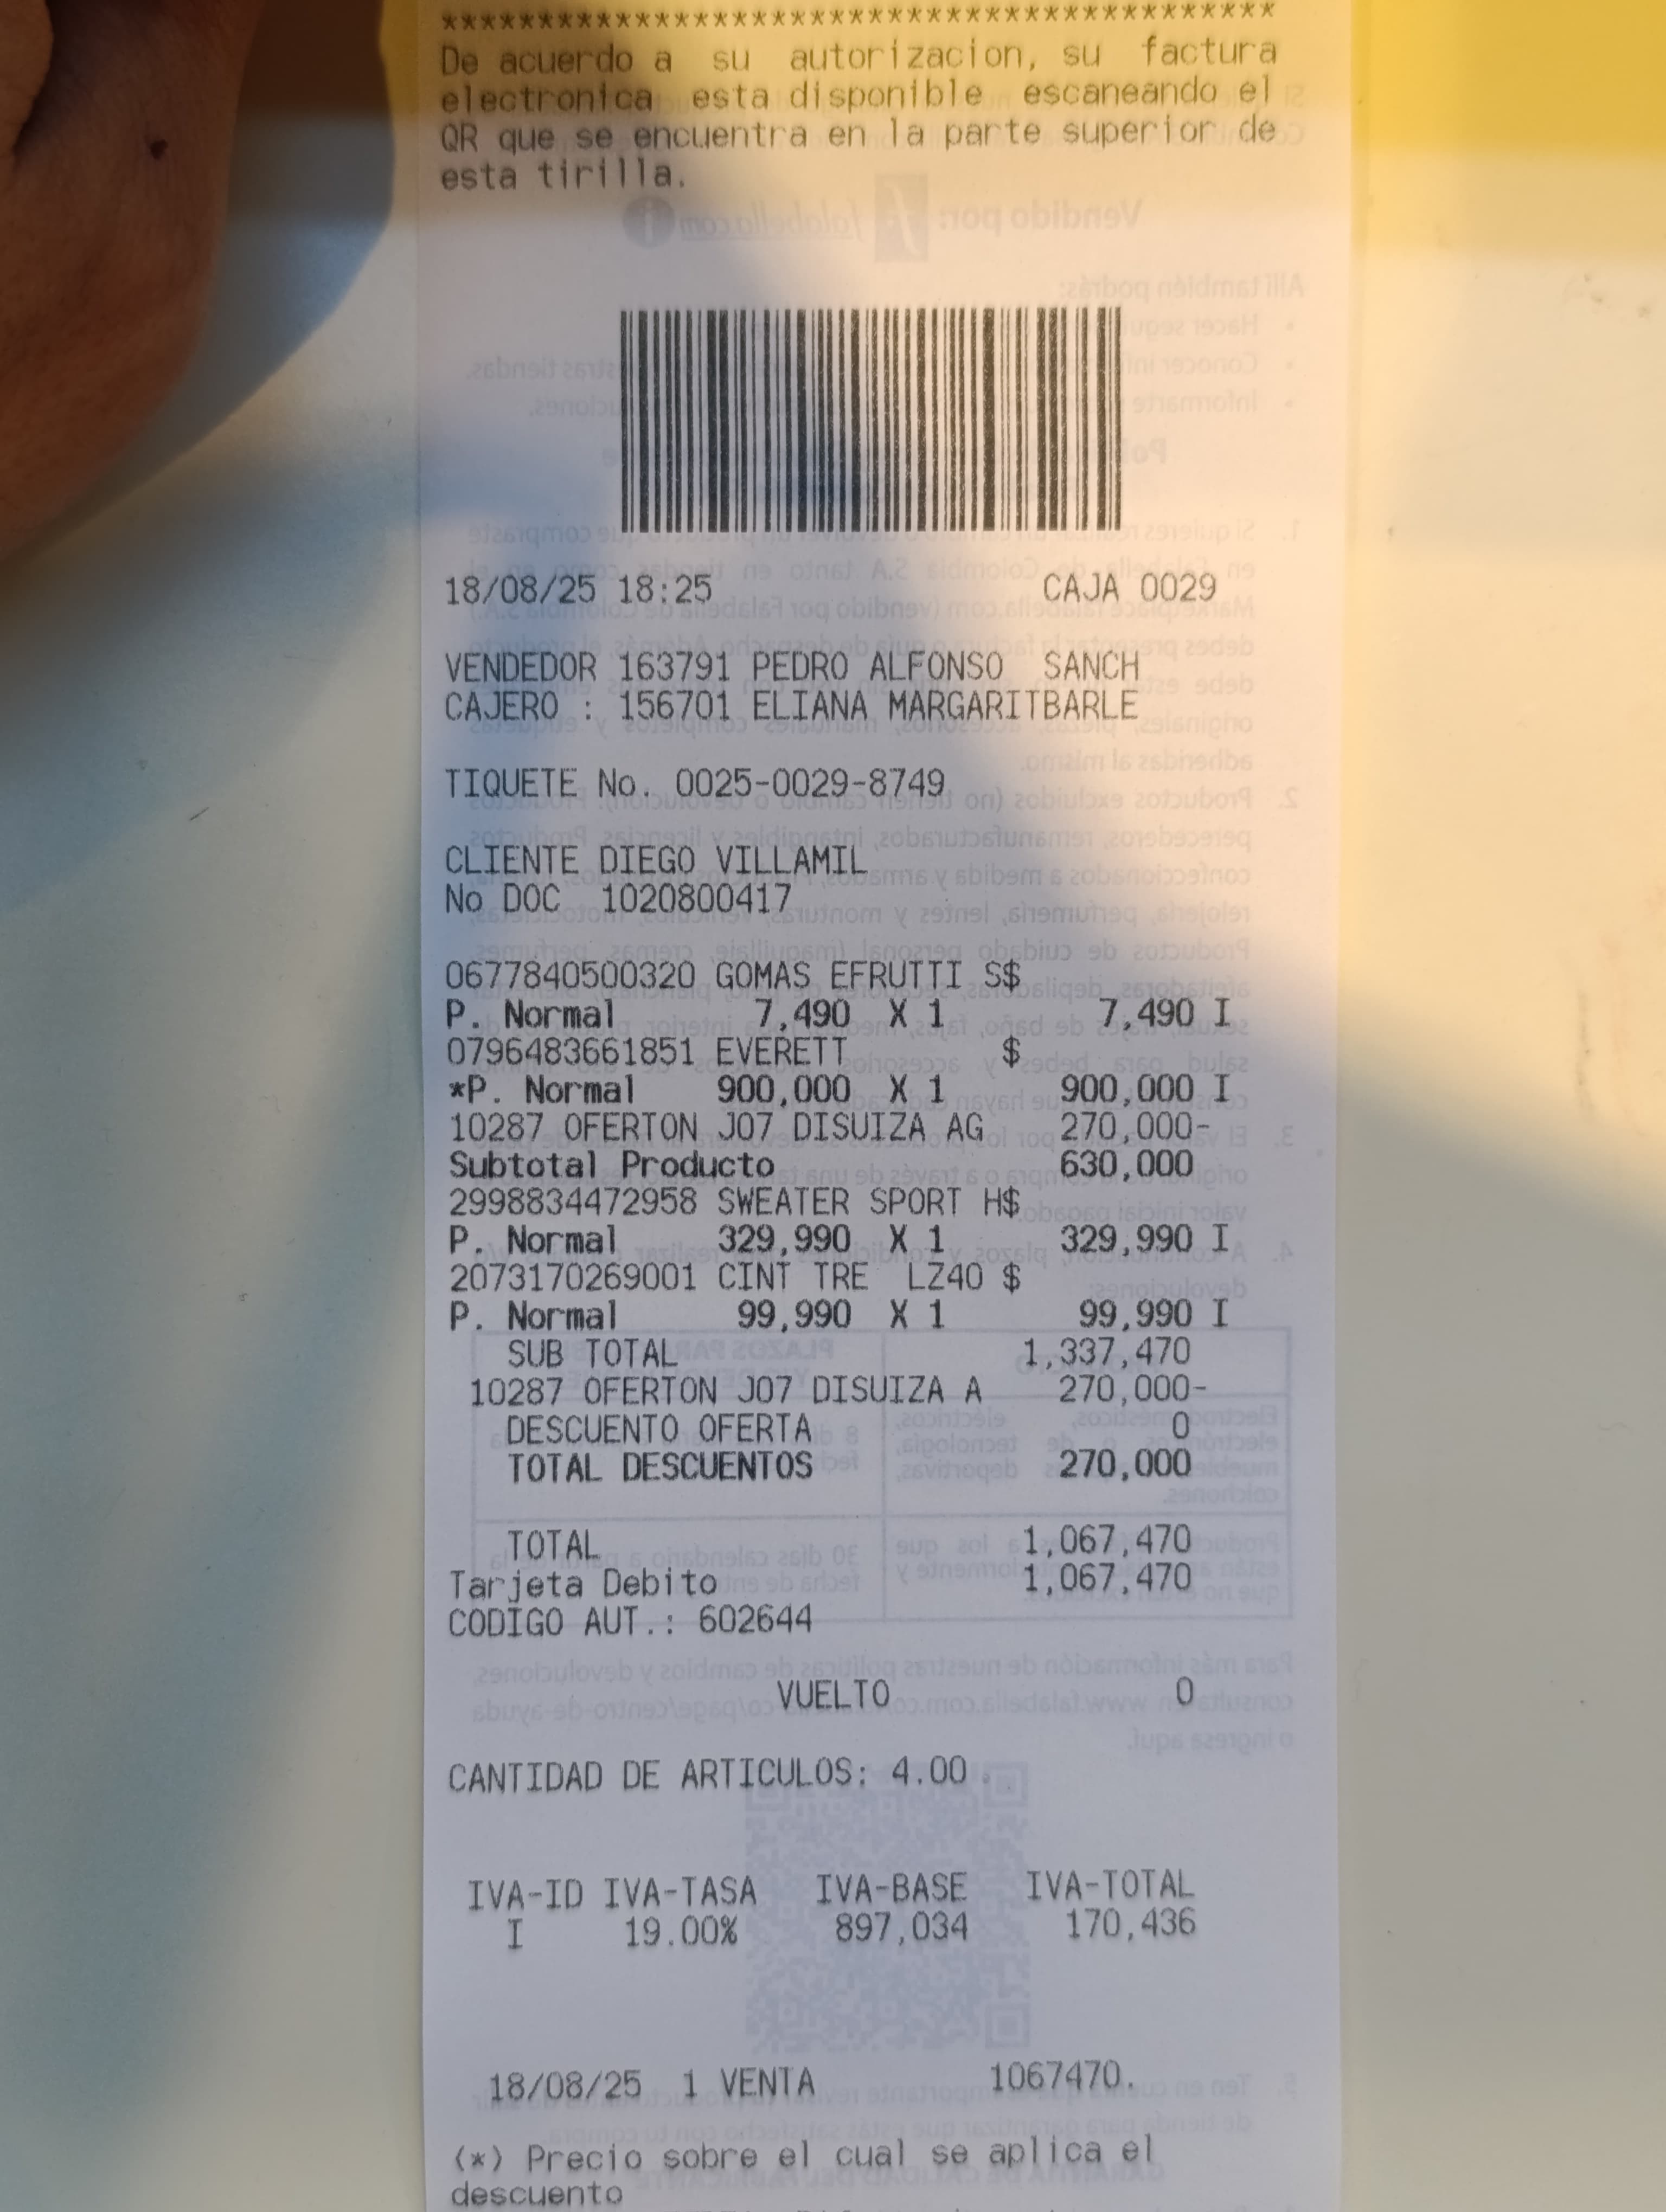 *******************************************
De acuerdo a su autorizacion, su factura
electronica esta disponible escaneando el
QR que se encuentra en la parte superior de
esta tirilla.
18/08/25 18:25 CAJA 0029
VENDEDOR 163791 PEDRO ALFONSO SANCH
CAJERO : 156701 ELIANA MARGARITBARLE
TIQUETE No. 0025-0029-8749
CLIENTE DIEGO VILLAMIL
No DOC 1020800417
0677840500320 GOMAS EFRUTTI S$
P. Normal 7,490 X 1 7,490 I
0796483661851 EVERETT $
*P. Normal 900,000 X 1 900,000 I
10287 OFERTON J07 DISUIZA AG 270,000-
Subtotal Producto 630,000
2998834472958 SWEATER SPORT H$
P. Normal 329,990 X 1 329,990 I
2073170269001 CINT TRE LZ40 $
P. Normal 99,990 X 1 99,990 I
SUB TOTAL 1,337,470
10287 OFERTON J07 DISUIZA A 270,000-
DESCUENTO OFERTA 0
TOTAL DESCUENTOS 270,000
TOTAL 1,067,470
Tarjeta Debito 1,067,470
CODIGO AUT.: 602644
VUELTO 0
CANTIDAD DE ARTICULOS: 4.00
IVA-ID IVA-TASA IVA-BASE IVA-TOTAL
I 19.00% 897,034 170,436
18/08/25 1 VENTA 1067470.
(*) Precio sobre el cual se aplica el
descuento